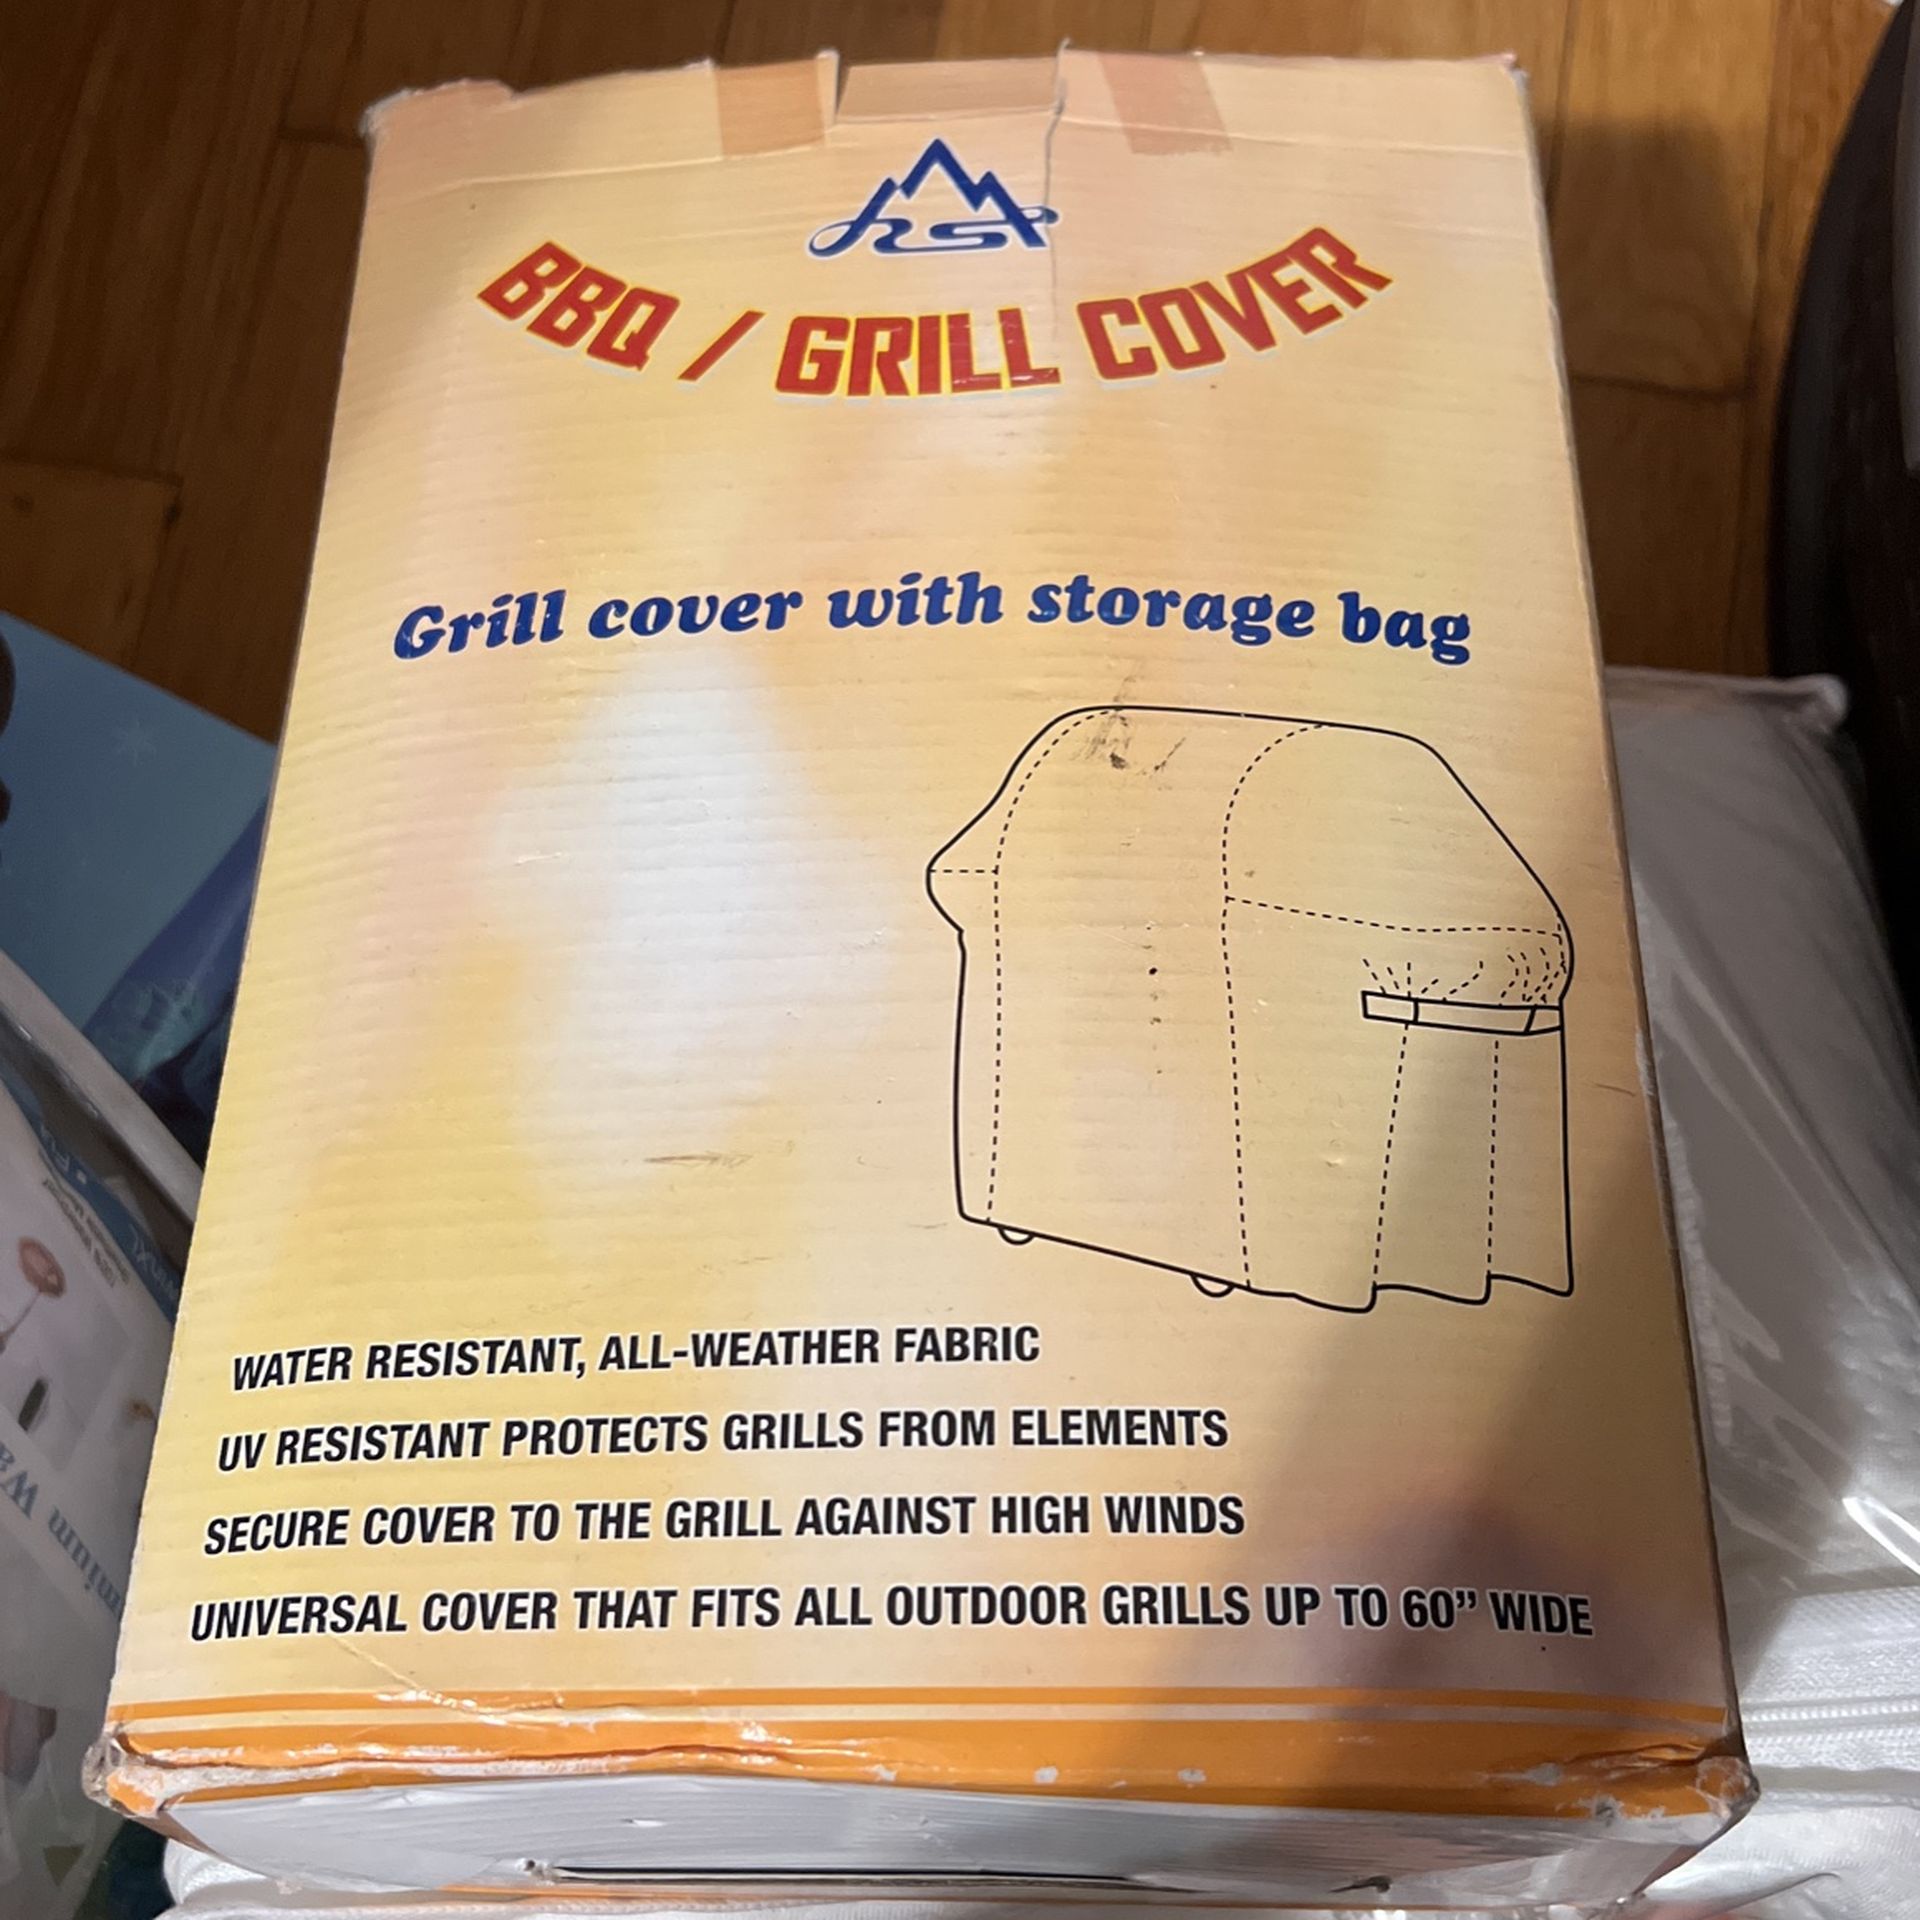 BBQ / GRILL COVER
Grill cover with storage bag
WATER RESISTANT, ALL-WEATHER FABRIC
UV RESISTANT PROTECTS GRILLS FROM ELEMENTS
SECURE COVER TO THE GRILL AGAINST HIGH WINDS
UNIVERSAL COVER THAT FITS ALL OUTDOOR GRILLS UP TO 60” WIDE